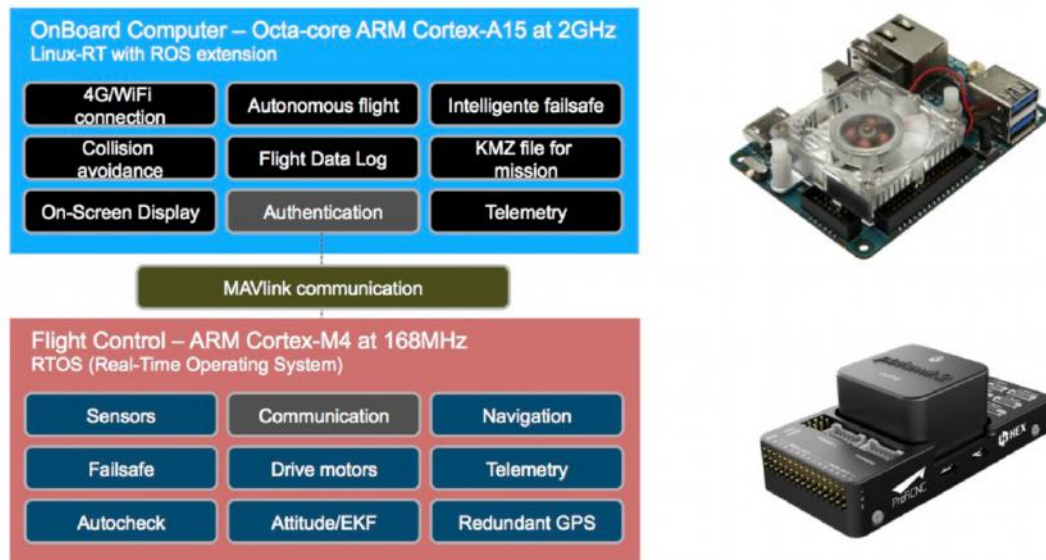 OnBoard Computer – Octa-core ARM Cortex-A15 at 2GHz
Linux-RT with ROS extension
4G/WiFi
connection
Autonomous flight
Intelligente failsafe
Collision
avoidance
Flight Data Log
KMZ file for
mission
On-Screen Display
Authentication
Telemetry
MAVlink communication
Flight Control – ARM Cortex-M4 at 168MHz
RTOS (Real-Time Operating System)
Sensors
Communication
Navigation
Failsafe
Drive motors
Telemetry
Autocheck
Attitude/EKF
Redundant GPS
HEX
ProfiCNC